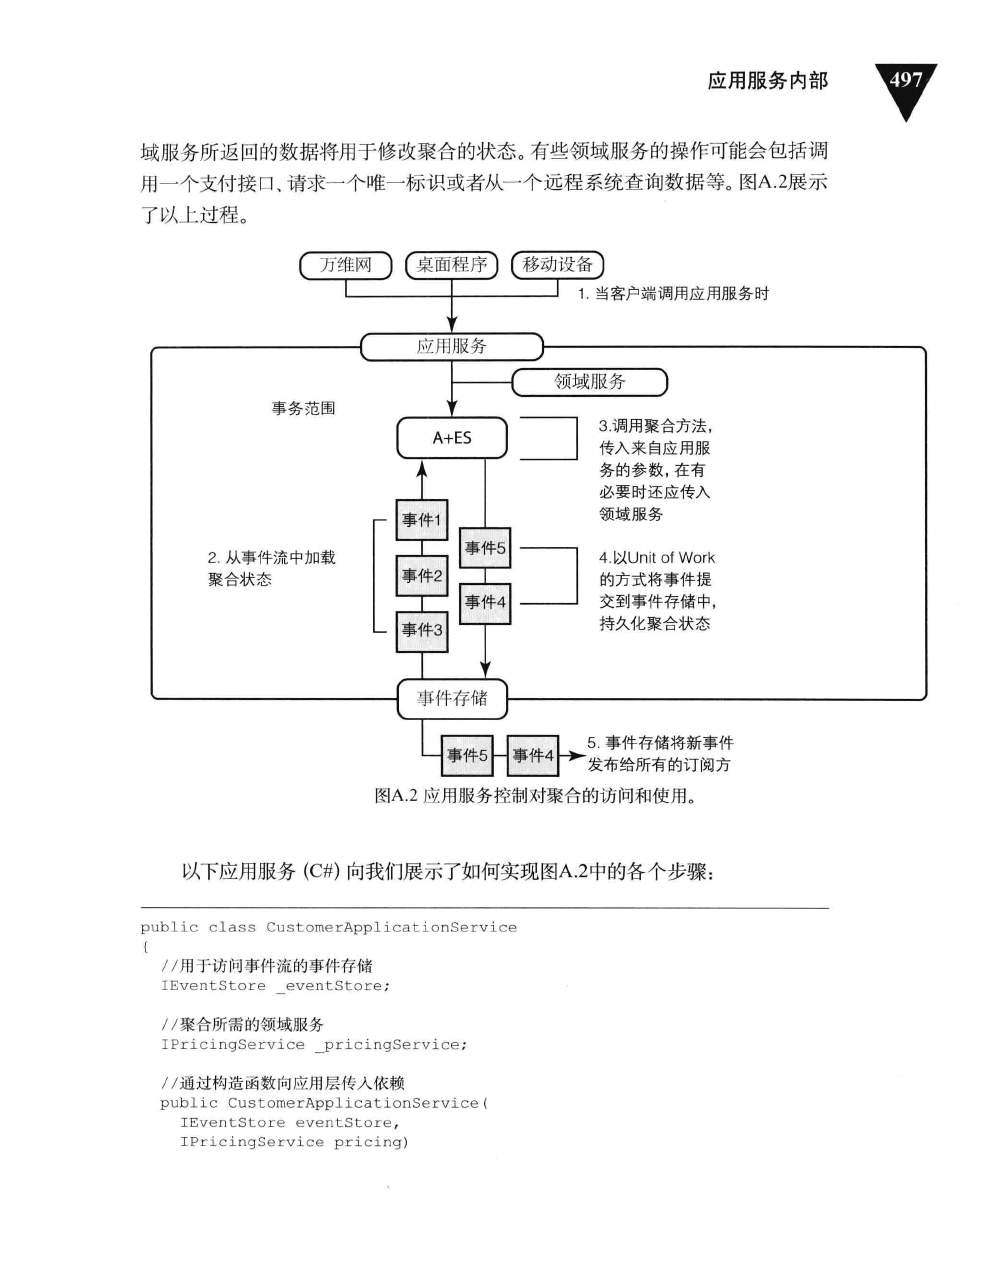 应用服务内部 497
域服务所返回的数据将用于修改聚合的状态。有些领域服务的操作可能会包括调
用一个支付接口、请求一个唯一标识或者从一个远程系统查询数据等。图A.2展示
了以上过程。
万维网 桌面程序 移动设备
1. 当客户端调用应用服务时
应用服务
领域服务
事务范围
A+ES
3.调用聚合方法,
传入来自应用服
务的参数, 在有
必要时还应传入
领域服务
事件1
事件2
事件3
2. 从事件流中加载
聚合状态
事件5
事件4
4.以Unit of Work
的方式将事件提
交到事件存储中,
持久化聚合状态
事件存储
事件5 事件4
5. 事件存储将新事件
发布给所有的订阅方
图A.2 应用服务控制对聚合的访问和使用。
以下应用服务 (C#) 向我们展示了如何实现图A.2中的各个步骤：
public class CustomerApplicationService
{
//用于访问事件流的事件存储
IEventStore _eventStore;
//聚合所需的领域服务
IPricingService _pricingService;
//通过构造函数向应用层传入依赖
public CustomerApplicationService(
IEventStore eventStore,
IPricingService pricing)